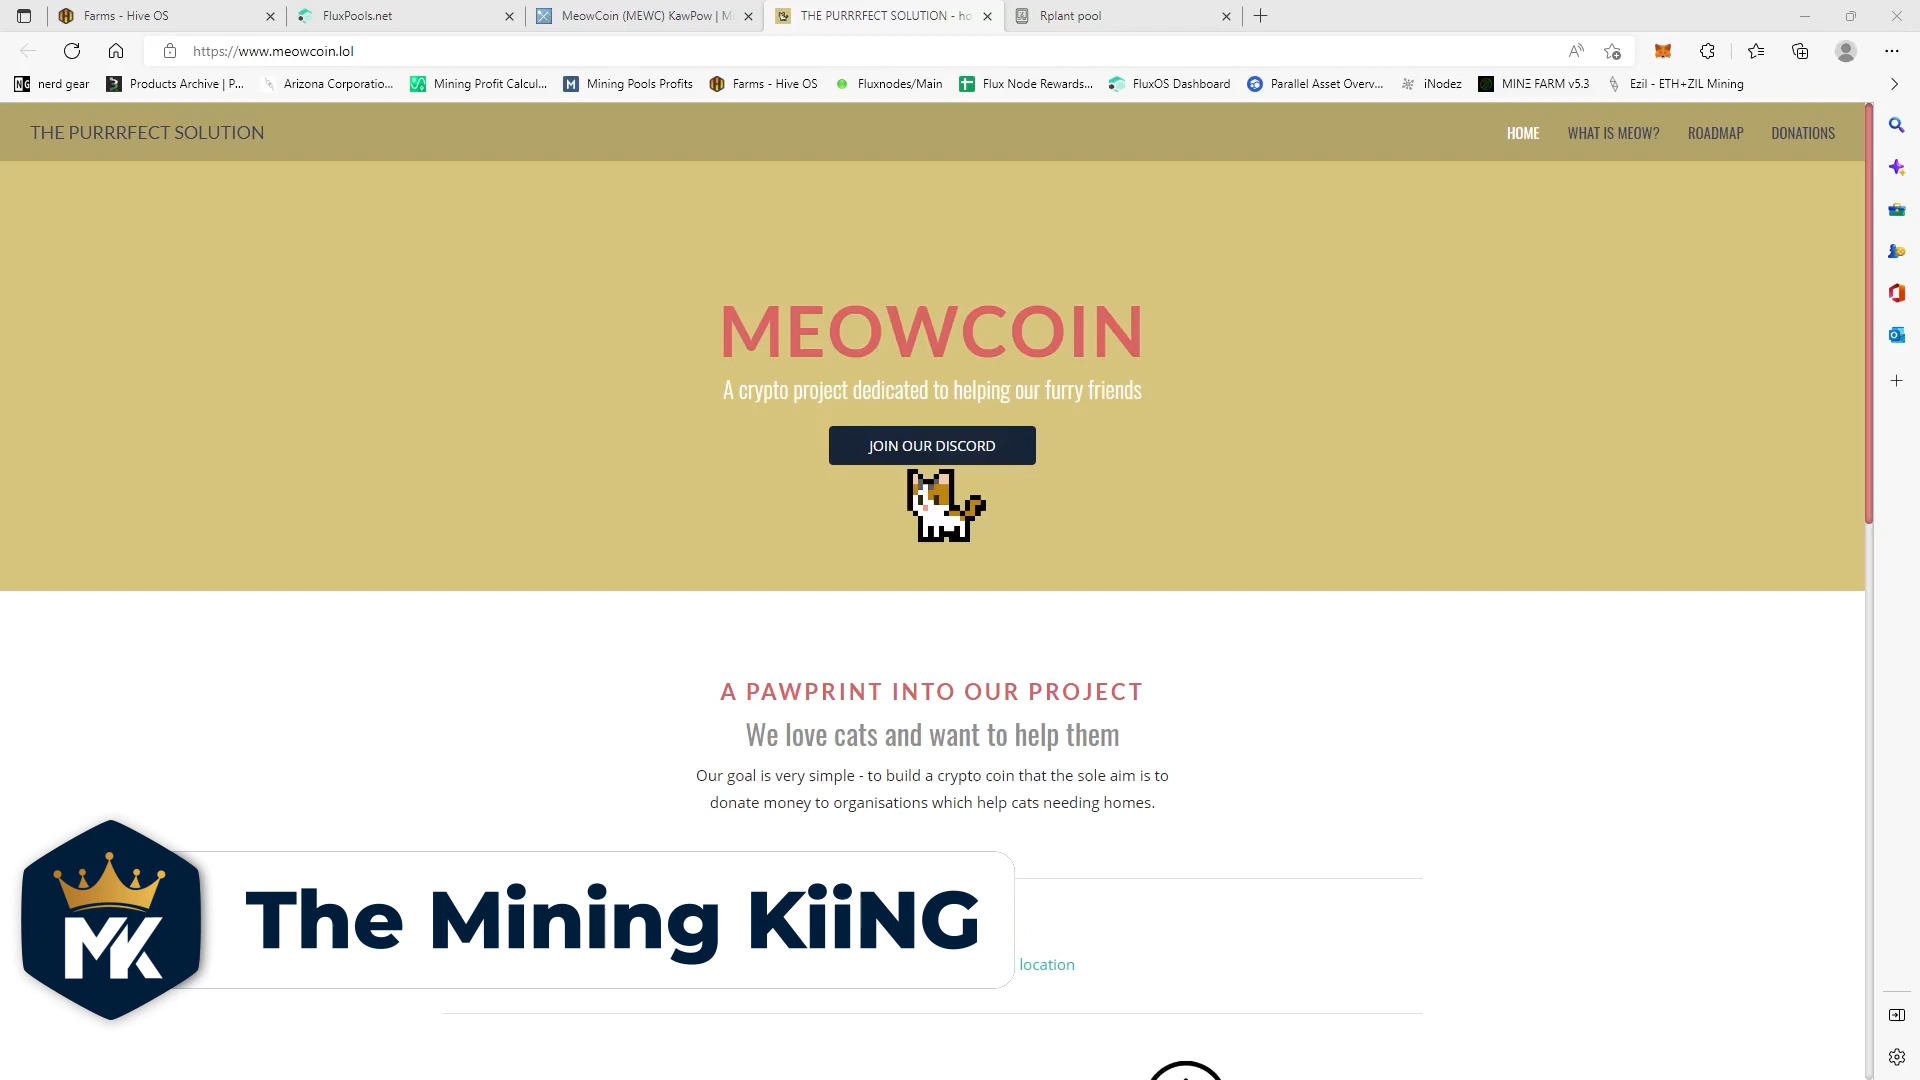 Farms - Hive OS
FluxPools.net
MeowCoin (MEWC) KawPow | M
THE PURRRFECT SOLUTION - ho
Rplant pool
https://www.meowcoin.lol
nerd gear
Products Archive | P...
Arizona Corporatio...
Mining Profit Calcul...
Mining Pools Profits
Farms - Hive OS
Fluxnodes/Main
Flux Node Rewards...
FluxOS Dashboard
Parallel Asset Overv...
iNodez
MINE FARM v5.3
Ezil - ETH+ZIL Mining
THE PURRRFECT SOLUTION
HOME
WHAT IS MEOW?
ROADMAP
DONATIONS
MEOWCOIN
A crypto project dedicated to helping our furry friends
JOIN OUR DISCORD
A PAWPRINT INTO OUR PROJECT
We love cats and want to help them
Our goal is very simple - to build a crypto coin that the sole aim is to
donate money to organisations which help cats needing homes.
MK
The Mining KiiNG
location